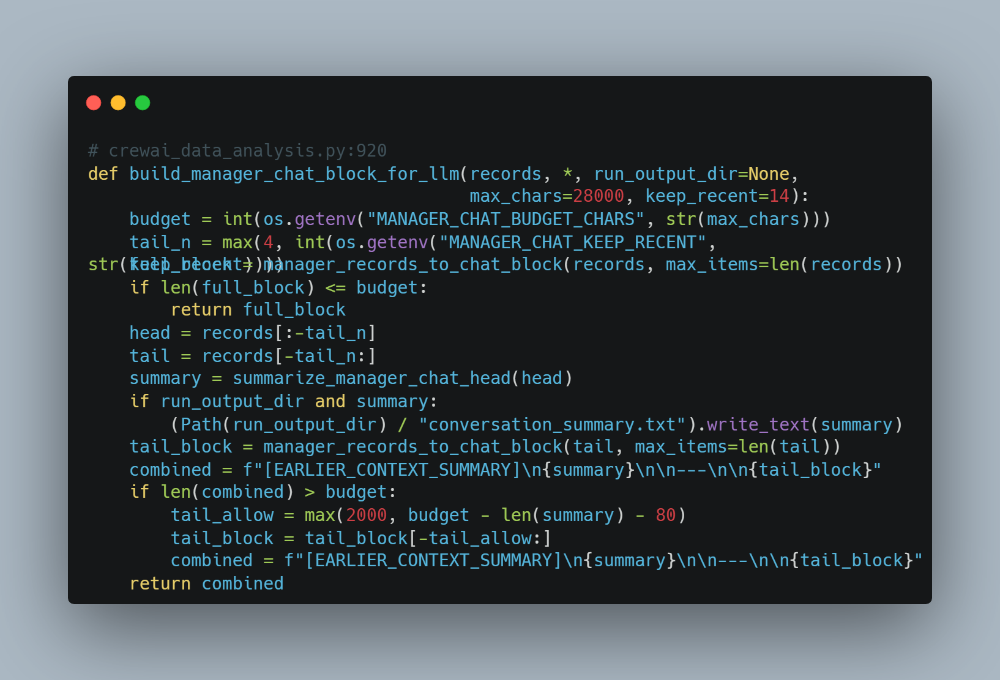 # crewai_data_analysis.py:920
def build_manager_chat_block_for_llm(records, *, run_output_dir=None,
                                     max_chars=28000, keep_recent=14):
    budget = int(os.getenv("MANAGER_CHAT_BUDGET_CHARS", str(max_chars)))
    tail_n = max(4, int(os.getenv("MANAGER_CHAT_KEEP_RECENT",
str(keep_recent))))
    full_block = manager_records_to_chat_block(records, max_items=len(records))
    if len(full_block) <= budget:
        return full_block
    head = records[:-tail_n]
    tail = records[-tail_n:]
    summary = summarize_manager_chat_head(head)
    if run_output_dir and summary:
        (Path(run_output_dir) / "conversation_summary.txt").write_text(summary)
    tail_block = manager_records_to_chat_block(tail, max_items=len(tail))
    combined = f"[EARLIER_CONTEXT_SUMMARY]\n{summary}\n\n---\n\n{tail_block}"
    if len(combined) > budget:
        tail_allow = max(2000, budget - len(summary) - 80)
        tail_block = tail_block[-tail_allow:]
        combined = f"[EARLIER_CONTEXT_SUMMARY]\n{summary}\n\n---\n\n{tail_block}"
    return combined